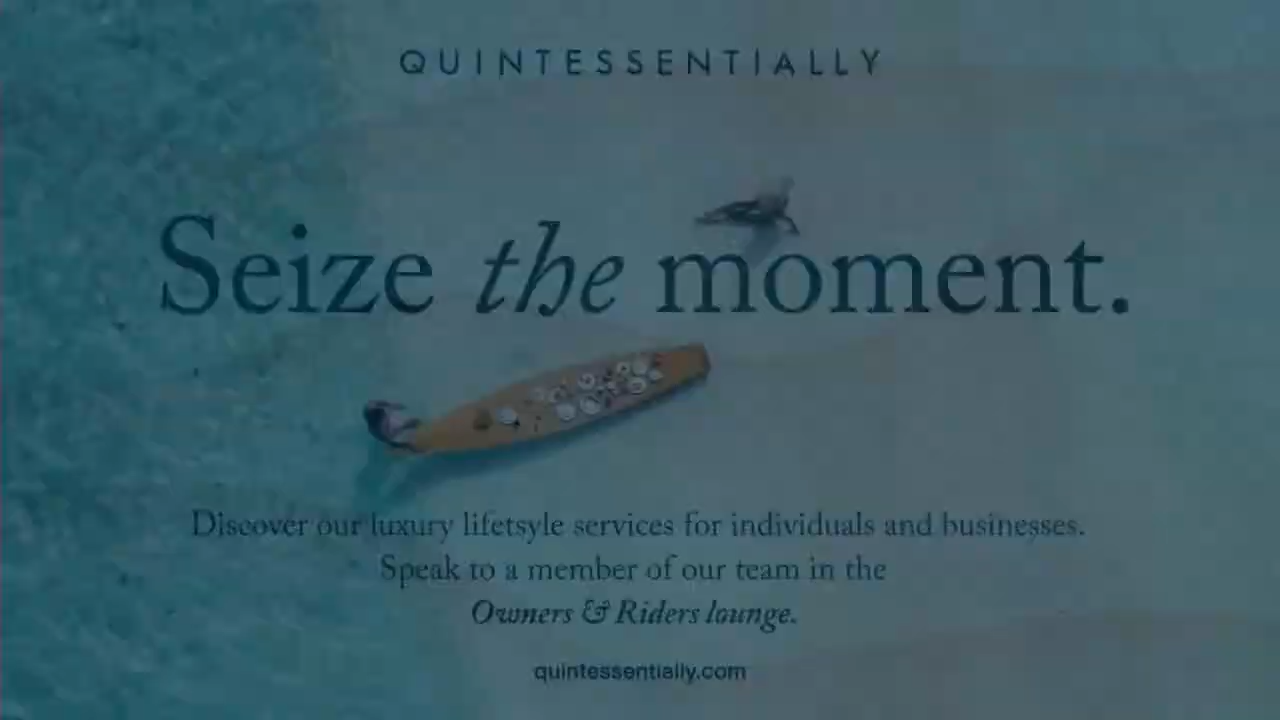 QUINTESSENTIALLY
Seize the moment.
Discover our luxury lifetsyle services for individuals and businesses.
Speak to a member of our team in the
Owners & Riders lounge.
quintessentially.com